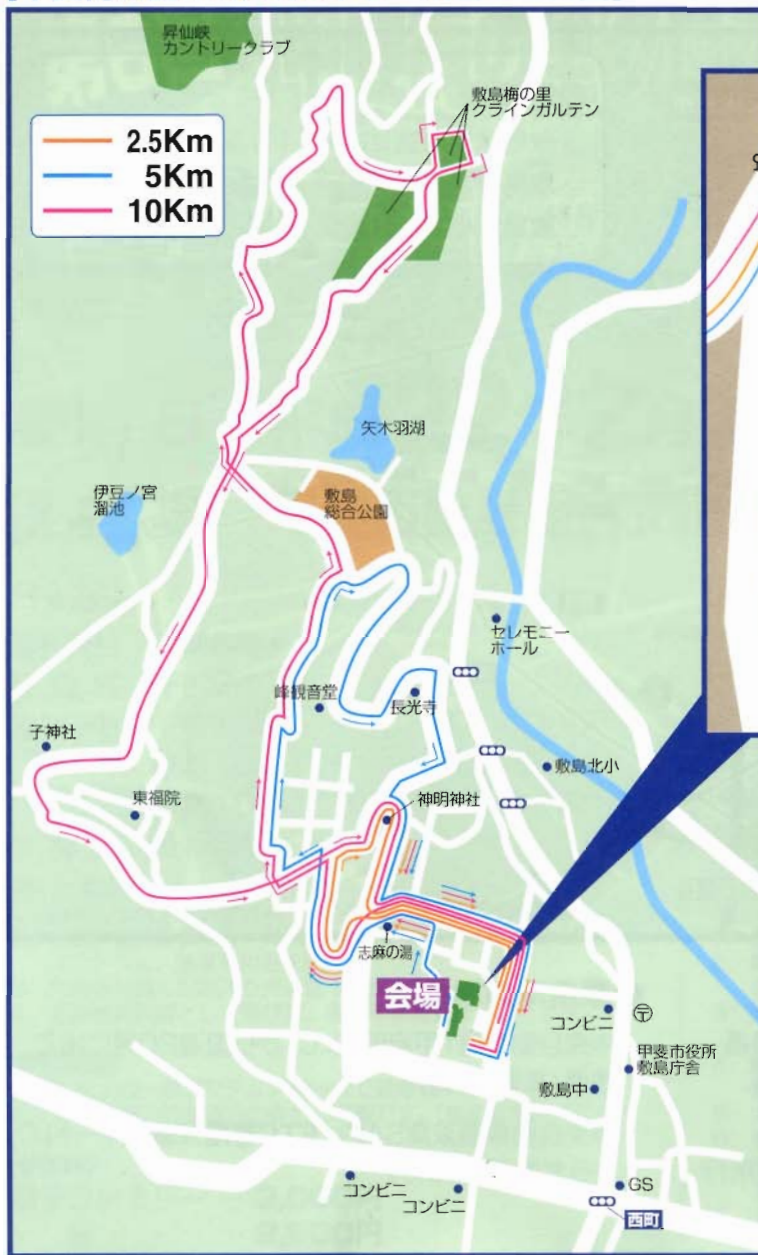 昇仙峡
カントリークラブ
敷島梅の里
クラインガルテン
2.5Km
5Km
10Km
矢木羽湖
伊豆ノ宮
溜池
敷島
総合公園
セレモニー
ホール
峰観音堂
長光寺
子神社
敷島北小
東福院
神明神社
志麻の湯
会場
コンビニ
〒
甲斐市役所
敷島庁舎
敷島中
コンビニ
コンビニ
GS
西町